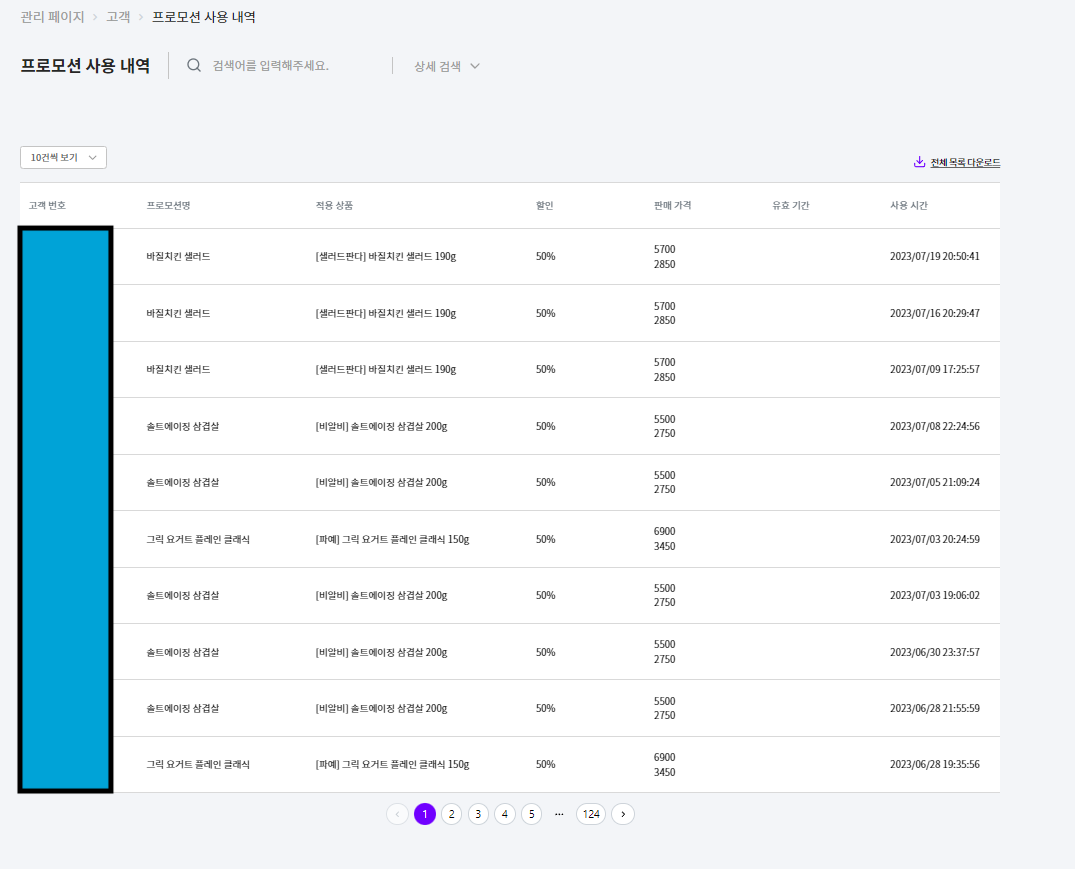 관리 페이지 > 고객 > 프로모션 사용 내역
프로모션 사용 내역 검색어를 입력해주세요. 상세 검색
10건씩 보기 전체 목록 다운로드
고객 번호 프로모션명 적용 상품 할인 판매 가격 유효 기간 사용 시간
바질치킨 샐러드 [샐러드판다] 바질치킨 샐러드 190g 50% 5700 2023/07/19 20:50:41
2850
바질치킨 샐러드 [샐러드판다] 바질치킨 샐러드 190g 50% 5700 2023/07/16 20:29:47
2850
바질치킨 샐러드 [샐러드판다] 바질치킨 샐러드 190g 50% 5700 2023/07/09 17:25:57
2850
솔트에이징 삼겹살 [비알비] 솔트에이징 삼겹살 200g 50% 5500 2023/07/08 22:24:56
2750
솔트에이징 삼겹살 [비알비] 솔트에이징 삼겹살 200g 50% 5500 2023/07/05 21:09:24
2750
그릭 요거트 플레인 클래식 [파예] 그릭 요거트 플레인 클래식 150g 50% 6900 2023/07/03 20:24:59
3450
솔트에이징 삼겹살 [비알비] 솔트에이징 삼겹살 200g 50% 5500 2023/07/03 19:06:02
2750
솔트에이징 삼겹살 [비알비] 솔트에이징 삼겹살 200g 50% 5500 2023/06/30 23:37:57
2750
솔트에이징 삼겹살 [비알비] 솔트에이징 삼겹살 200g 50% 5500 2023/06/28 21:55:59
2750
그릭 요거트 플레인 클래식 [파예] 그릭 요거트 플레인 클래식 150g 50% 6900 2023/06/28 19:35:56
3450
‹ 1 2 3 4 5 ··· 124 ›